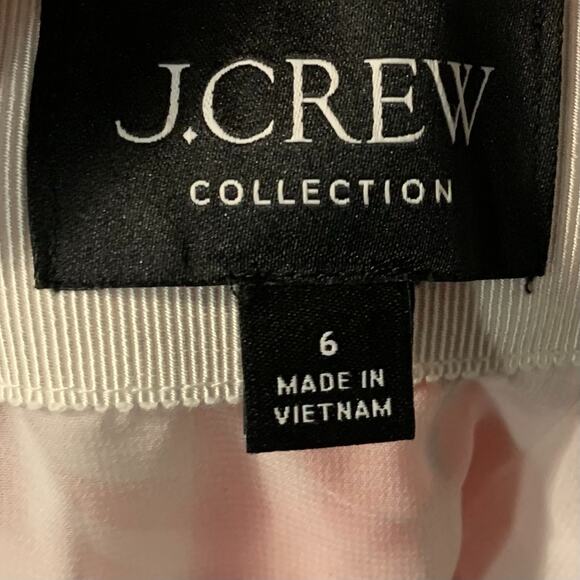 J.CREW
COLLECTION
6
MADE IN
VIETNAM